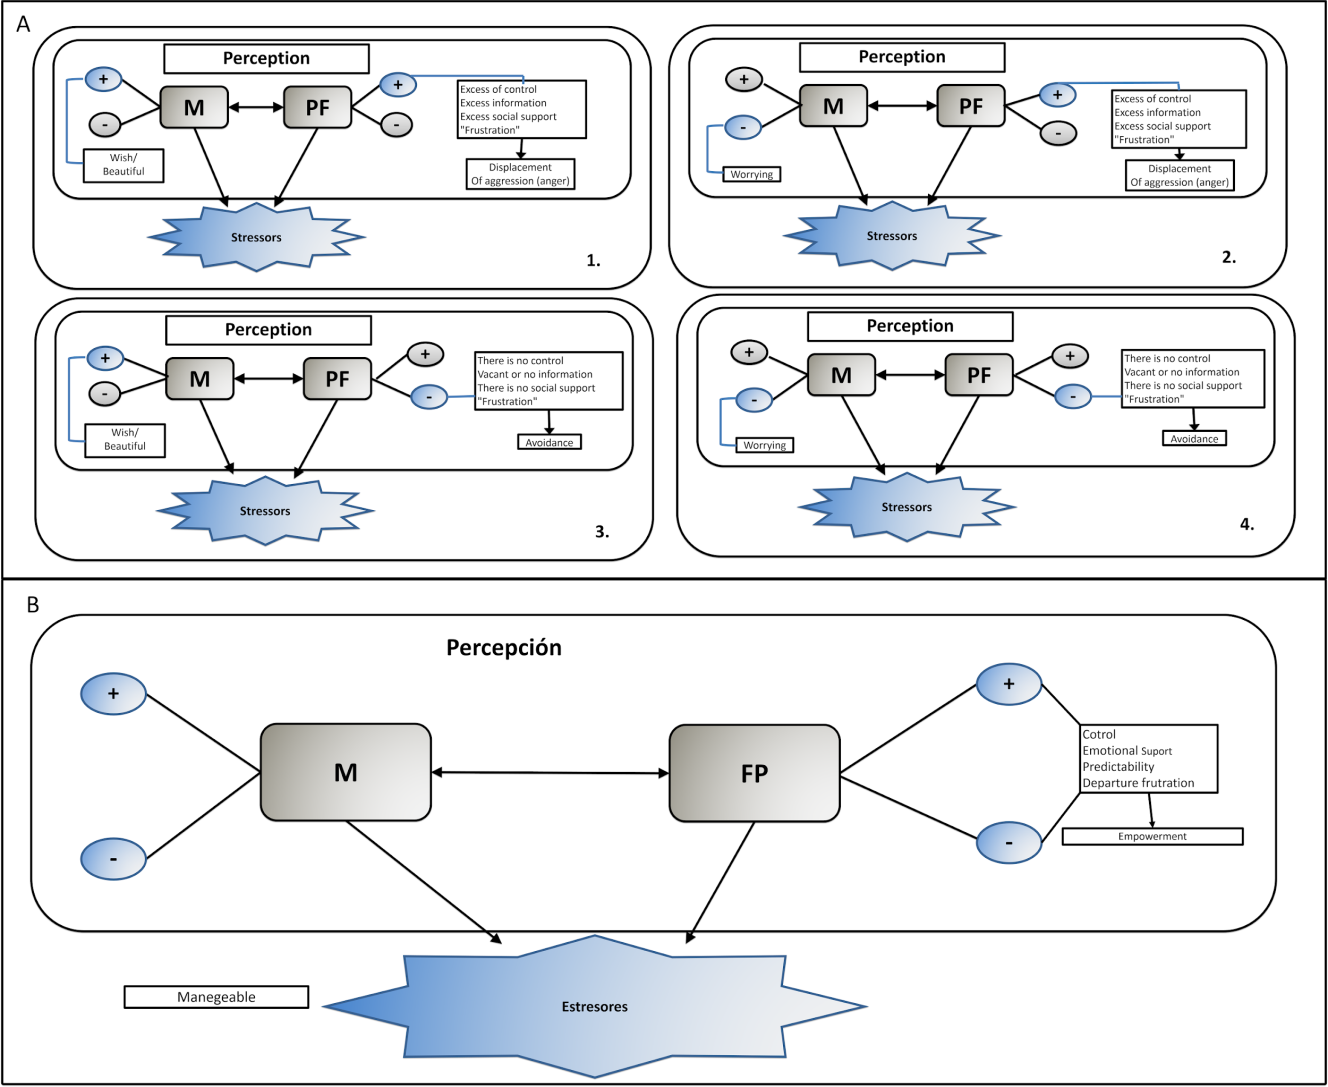 A
Perception
+
-
M
PF
+
-
Excess of control
Excess information
Excess social support
"Frustration"
Displacement
Of aggression (anger)
Wish/
Beautiful
Stressors
1.
Perception
+
-
M
PF
+
-
Excess of control
Excess information
Excess social support
"Frustration"
Displacement
Of aggression (anger)
Worrying
Stressors
2.
Perception
+
-
M
PF
+
-
There is no control
Vacant or no information
There is no social support
"Frustration"
Avoidance
Wish/
Beautiful
Stressors
3.
Perception
+
-
M
PF
+
-
There is no control
Vacant or no information
There is no social support
"Frustration"
Avoidance
Worrying
Stressors
4.
B
Percepción
+
-
M
FP
+
-
Cotrol
Emotional Suport
Predictability
Departure frutration
Empowerment
Manegeable
Estresores